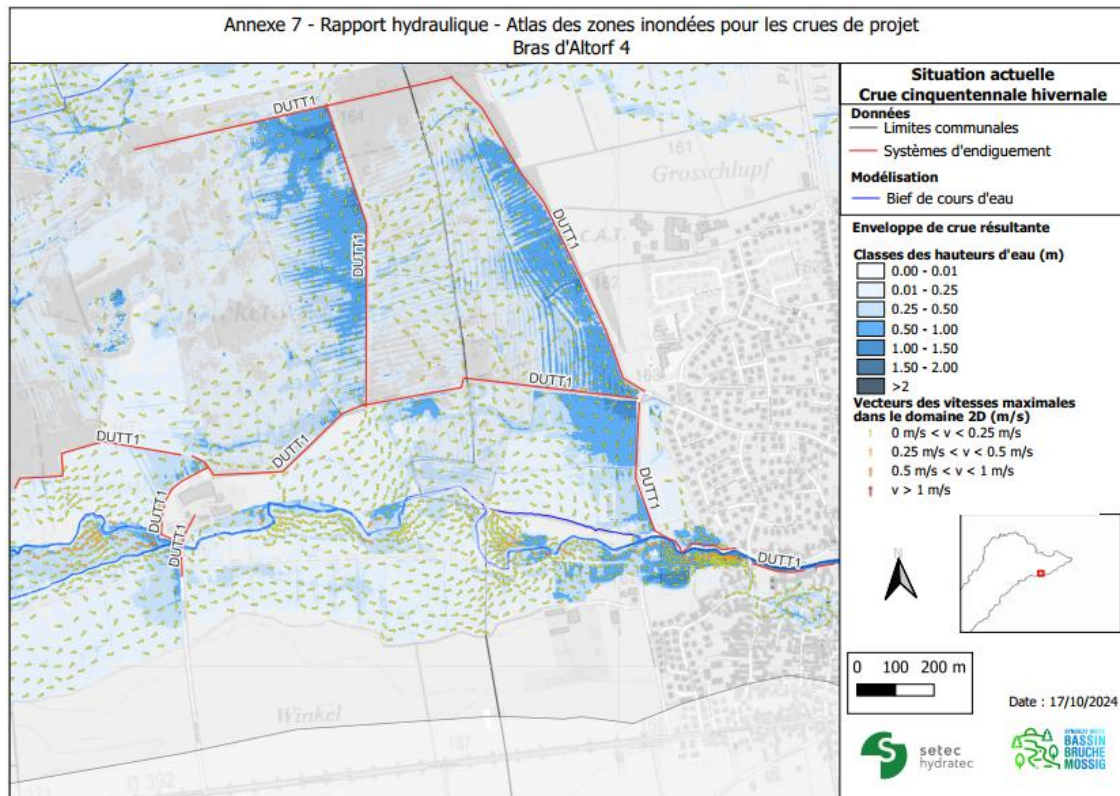 Annexe 7 - Rapport hydraulique - Atlas des zones inondées pour les crues de projet
Bras d'Altorf 4
DUTT1
164
147
161
Grosschlupf
DUTT1
DUTT1
162
DUTT1
163
DUTT1
DUTT1
DUTT1
DUTT1
DUTT1
DUTT1
Winkel
167
D 392
171
Situation actuelle
Crue cinquentennale hivernale
Données
Limites communales
Systèmes d'endiguement
Modélisation
Bief de cours d'eau
Enveloppe de crue résultante
Classes des hauteurs d'eau (m)
0.00 - 0.01
0.01 - 0.25
0.25 - 0.50
0.50 - 1.00
1.00 - 1.50
1.50 - 2.00
>2
Vecteurs des vitesses maximales
dans le domaine 2D (m/s)
0 m/s < v < 0.25 m/s
0.25 m/s < v < 0.5 m/s
0.5 m/s < v < 1 m/s
v > 1 m/s
N
0 100 200 m
Date : 17/10/2024
setec
hydratec
SYNDICAT MIXTE
BASSIN
BRUCHE
MOSSIG